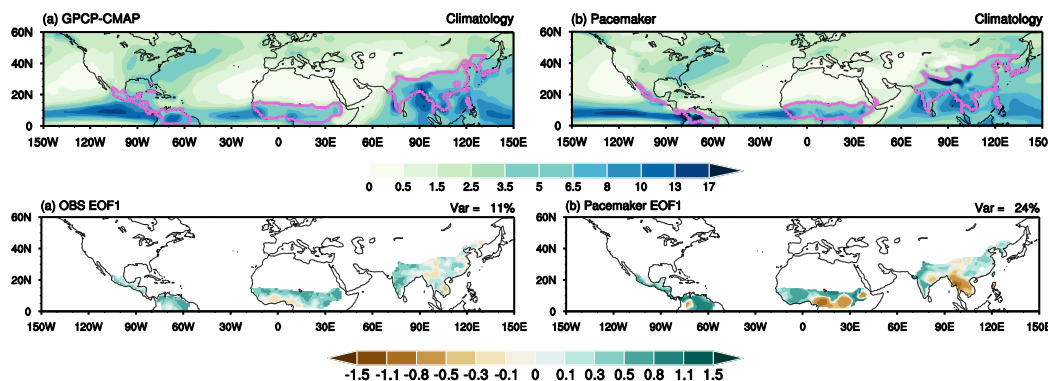 (a) GPCP-CMAP Climatology (b) Pacemaker Climatology
60N 60N
40N 40N
20N 20N
0 0
150W 120W 90W 60W 30W 0 30E 60E 90E 120E 150E 150W 120W 90W 60W 30W 0 30E 60E 90E 120E 150E
0 0.5 1.5 2.5 3.5 5 6.5 8 10 13 17
(a) OBS EOF1 Var = 11% (b) Pacemaker EOF1 Var = 24%
60N 60N
40N 40N
20N 20N
0 0
150W 120W 90W 60W 30W 0 30E 60E 90E 120E 150E 150W 120W 90W 60W 30W 0 30E 60E 90E 120E 150E
-1.5 -1.1 -0.8 -0.5 -0.3 -0.1 0 0.1 0.3 0.5 0.8 1.1 1.5